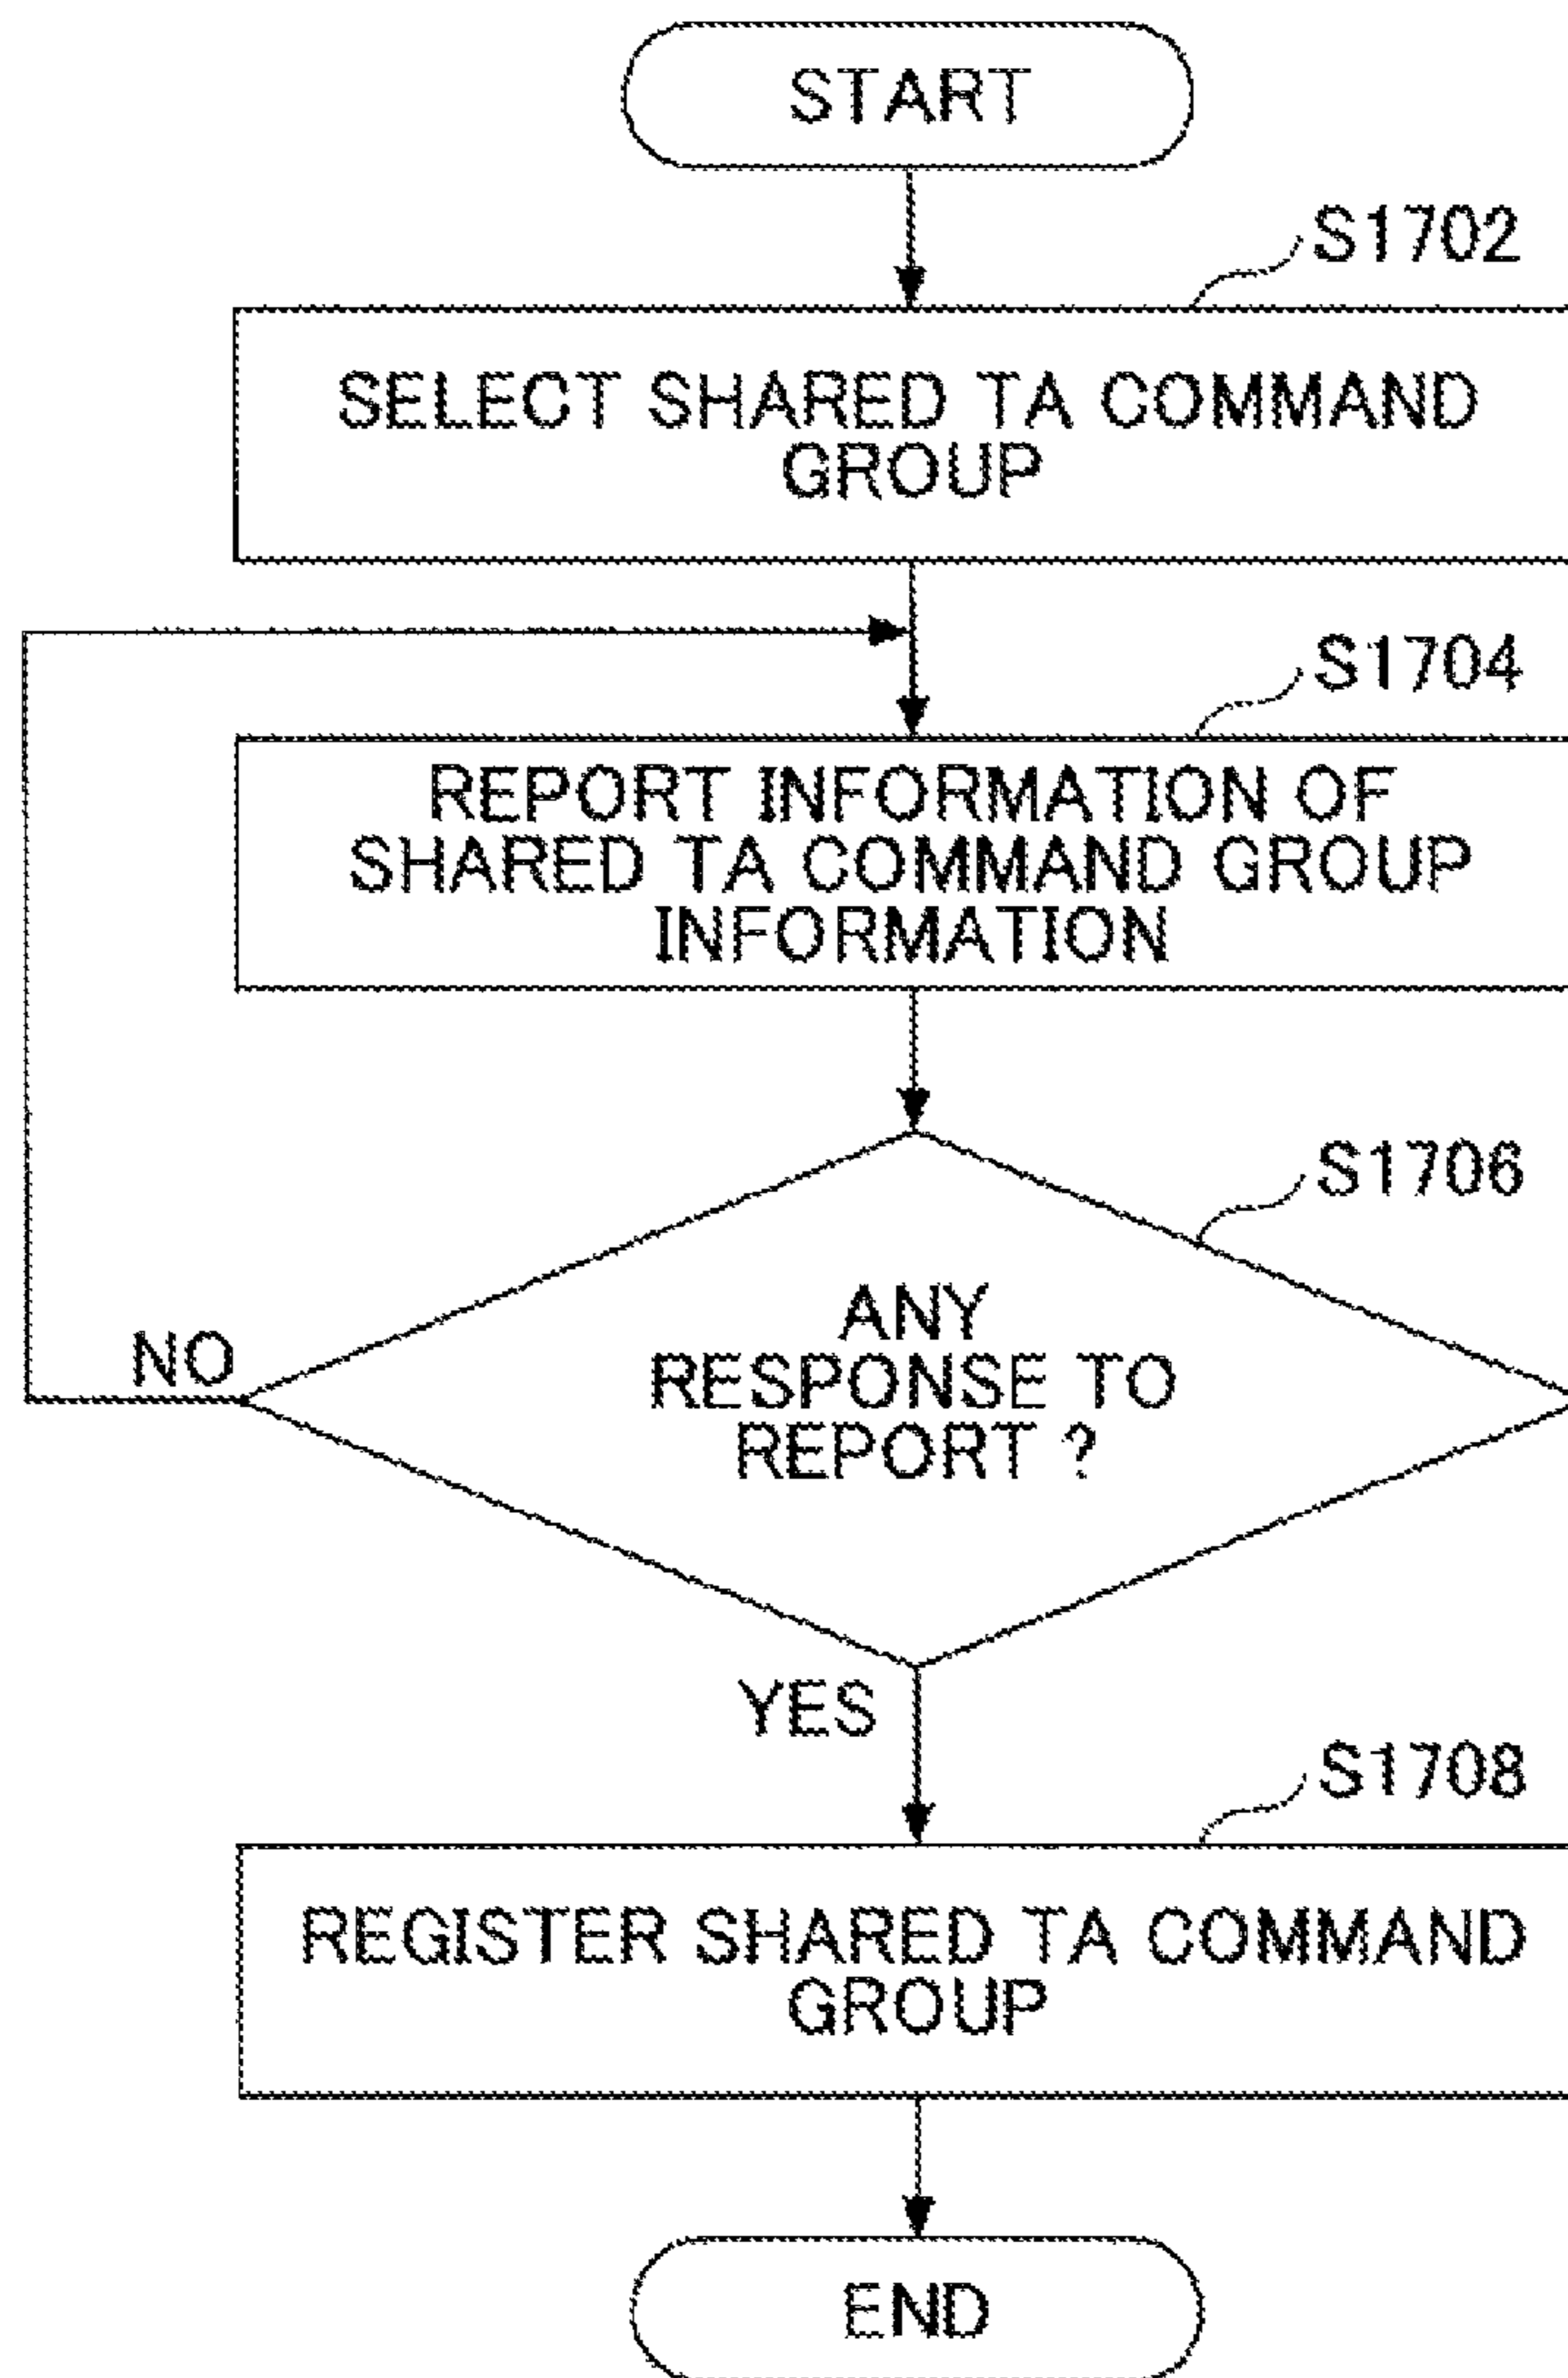 START
S1702
SELECT SHARED TA COMMAND
GROUP
S1704
REPORT INFORMATION OF
SHARED TA COMMAND GROUP
INFORMATION
S1706
ANY
RESPONSE TO
REPORT ?
NO
YES
S1708
REGISTER SHARED TA COMMAND
GROUP
END